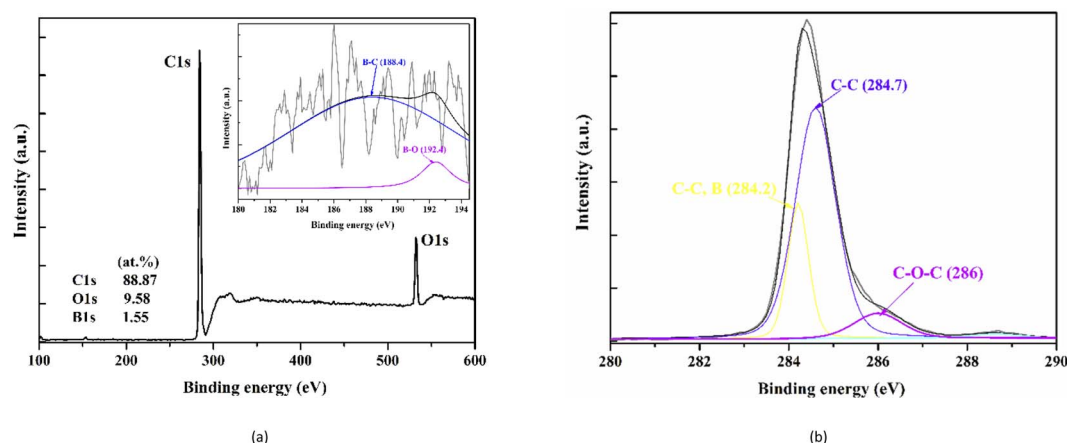 (a)
C1s
B-C (188.4)
Intensity (a.u.)
B-O (192.4)
180 182 184 186 188 190 192 194
Binding energy (eV)
Intensity (a.u.)
O1s
(at.%)
C1s 88.87
O1s 9.58
B1s 1.55
100 200 300 400 500 600
Binding energy (eV)
(a)
(b)
C-C (284.7)
Intensity (a.u.)
C-C, B (284.2)
C-O-C (286)
280 282 284 286 288 290
Binding energy (eV)
(b)